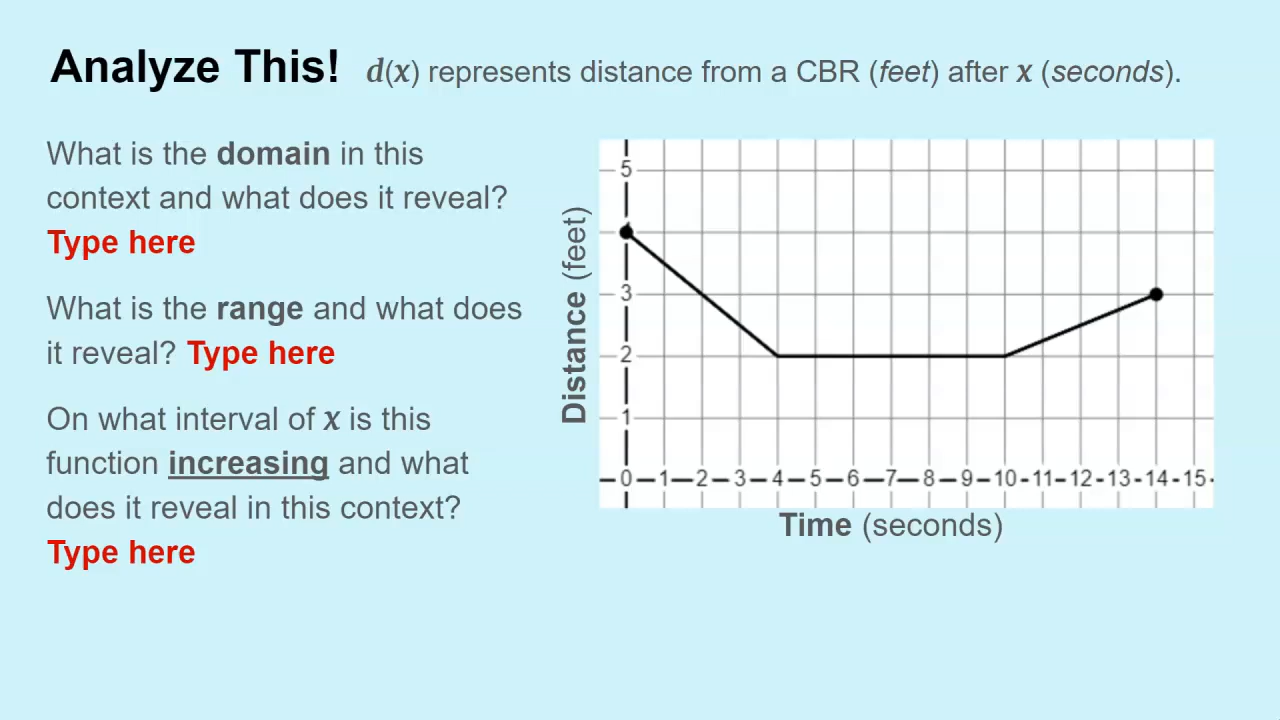 Analyze This! d(x) represents distance from a CBR (feet) after x (seconds).
What is the domain in this
context and what does it reveal?
Type here
What is the range and what does
it reveal? Type here
On what interval of x is this
function increasing and what
does it reveal in this context?
Type here
Distance (feet)
5
3
2
1
0 1 2 3 4 5 6 7 8 9 10 11 12 13 14 15
Time (seconds)